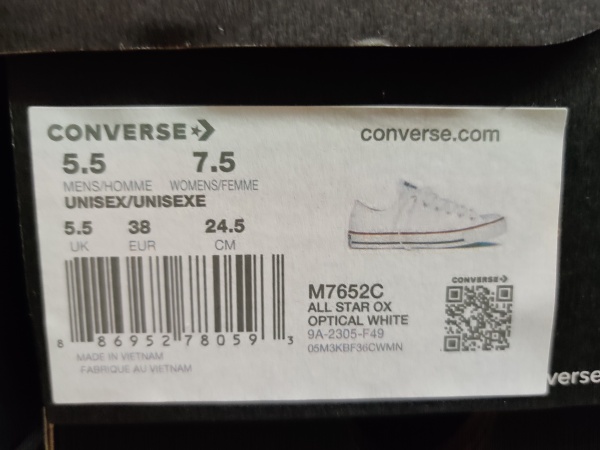 CONVERSE
converse.com
5.5 7.5
MENS/HOMME WOMENS/FEMME
UNISEX/UNISEXE
5.5 38 24.5
UK EUR CM
M7652C
ALL STAR OX
OPTICAL WHITE
9A-2305-F49
05M3KBF36CWMN
CONVERSE
8 86952 78059 3
MADE IN VIETNAM
FABRIQUE AU VIETNAM
verse